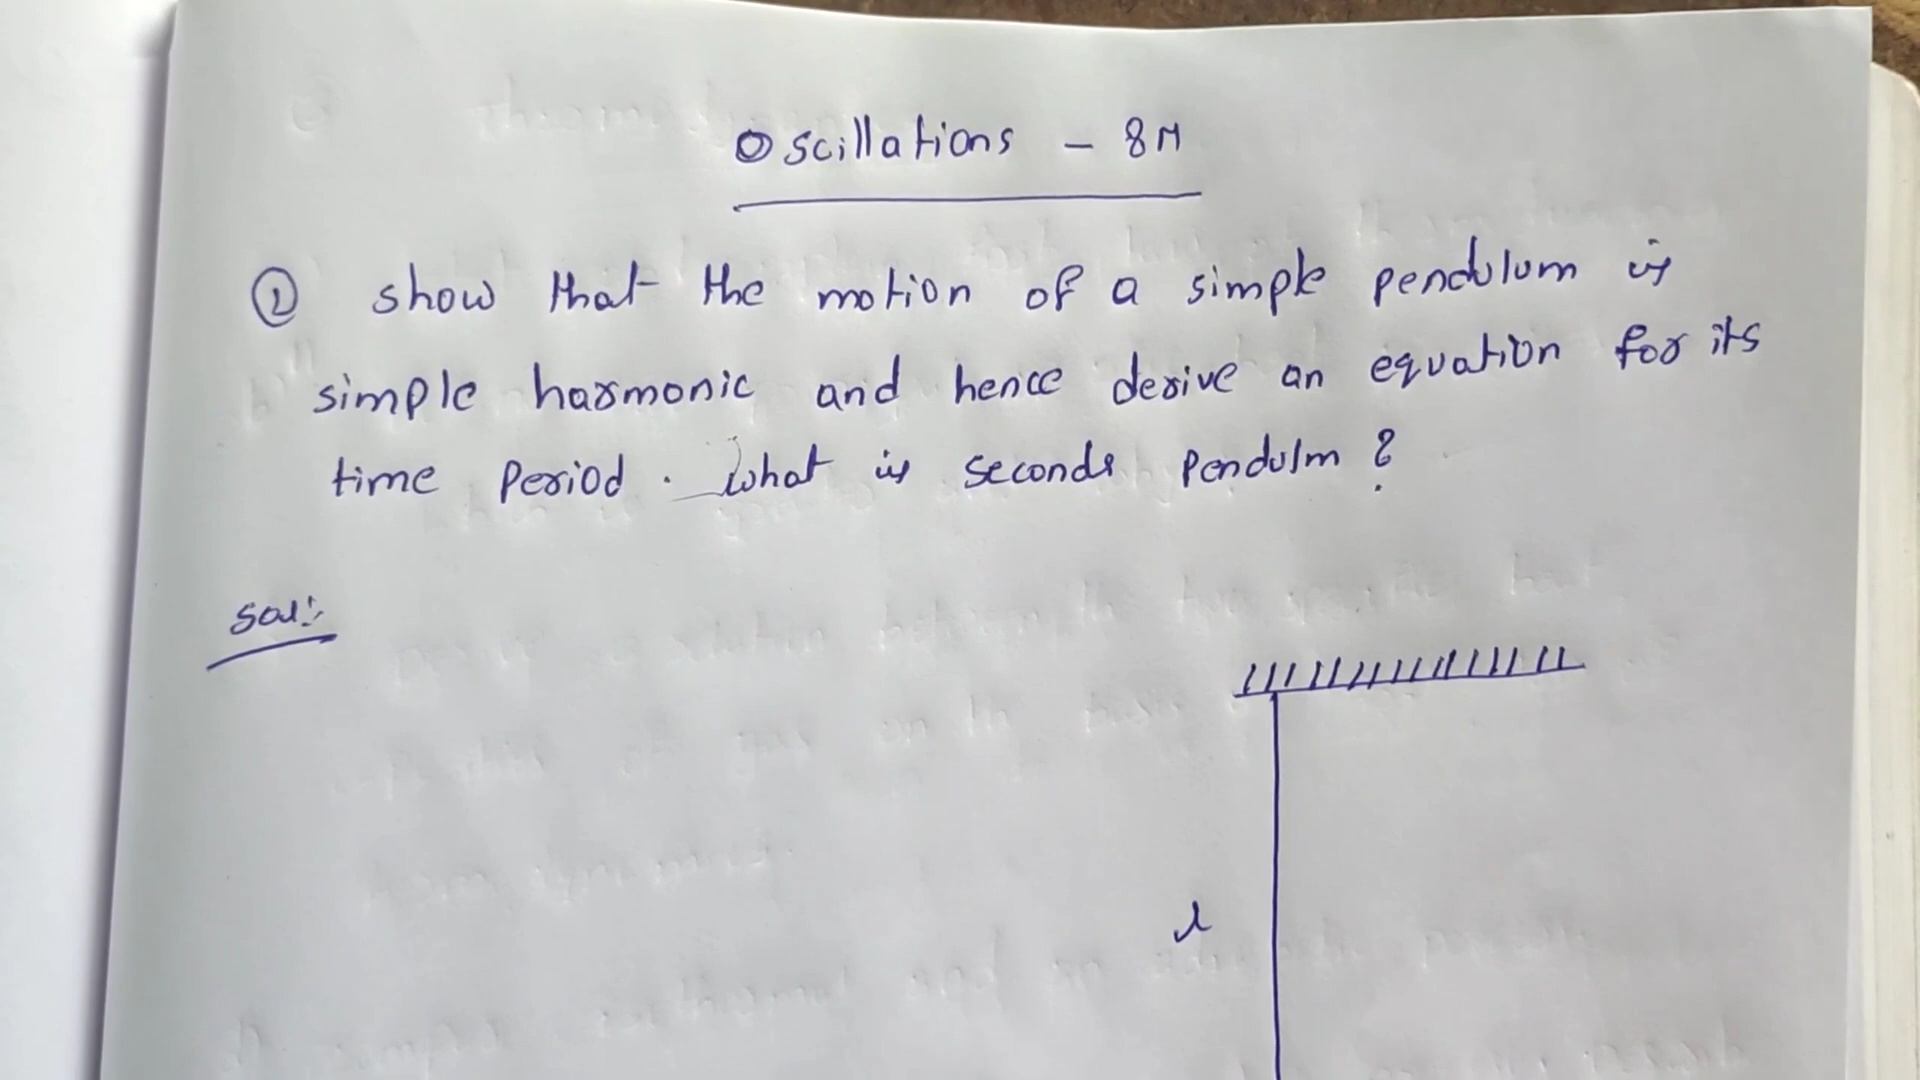 Oscillations - 8M
① show that the motion of a simple pendulum is
simple harmonic and hence derive an equation for its
time period. what is seconds pendulm ?
Sol:
l